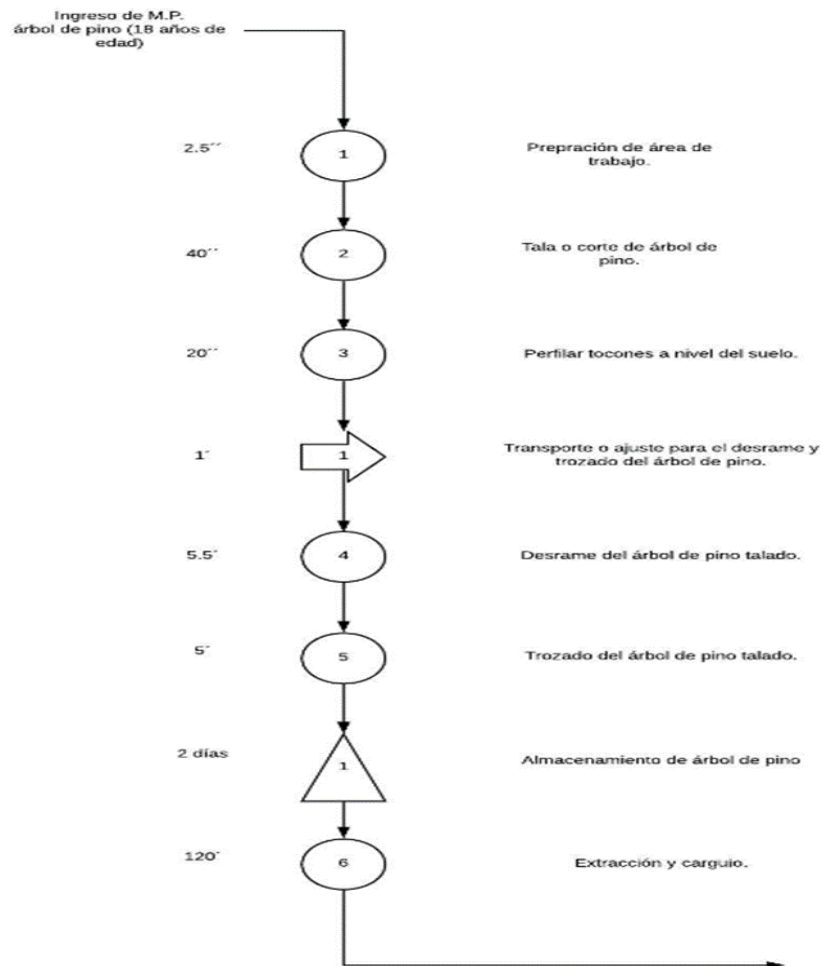 Ingreso de M.P.
árbol de pino (18 años de
edad)
2.5´´
1
Prepración de área de
trabajo.
40´´
2
Tala o corte de árbol de
pino.
20´´
3
Perfilar tocones a nivel del suelo.
1´
1
Transporte o ajuste para el desrame y
trozado del árbol de pino.
5.5´
4
Desrame del árbol de pino talado.
5´
5
Trozado del árbol de pino talado.
2 días
1
Almacenamiento de árbol de pino
120´
6
Extracción y carguio.